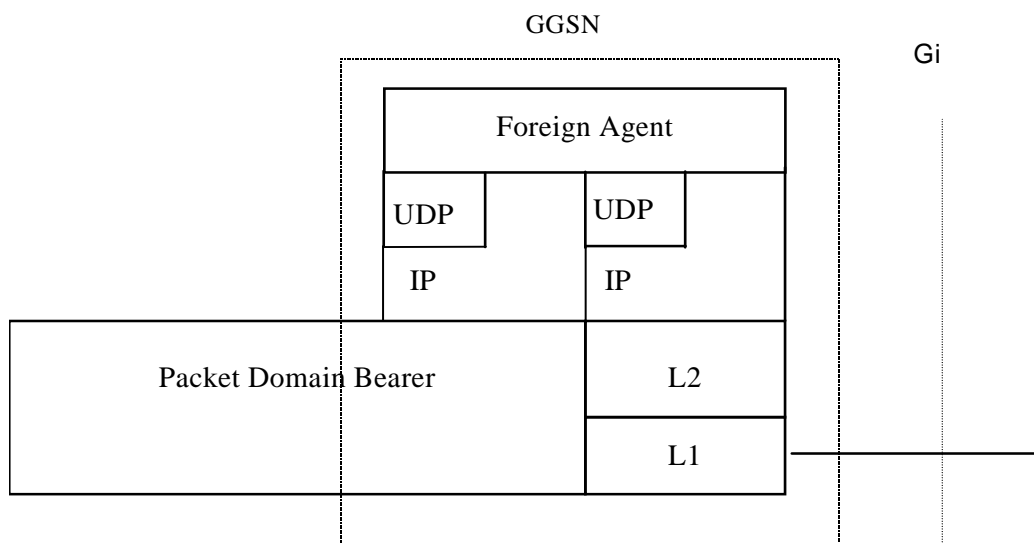 GGSN
Gi
Foreign Agent
UDP
UDP
IP
IP
Packet Domain Bearer
L2
L1